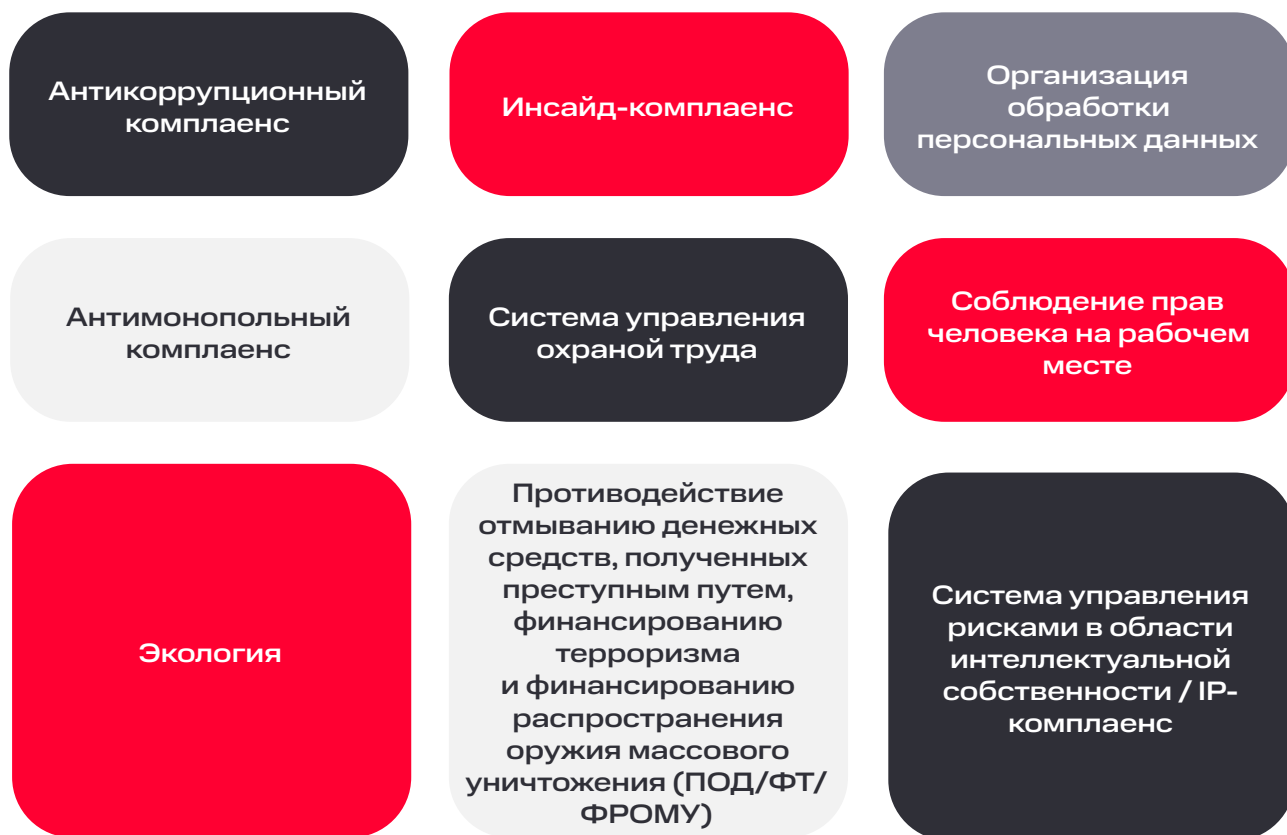 Антикоррупционный
комплаенс
Инсайд-комплаенс
Организация
обработки
персональных данных
Антимонопольный
комплаенс
Система управления
охраной труда
Соблюдение прав
человека на рабочем
месте
Экология
Противодействие
отмыванию денежных
средств, полученных
преступным путем,
финансированию
терроризма
и финансированию
распространения
оружия массового
уничтожения (ПОД/ФТ/
ФРОМУ)
Система управления
рисками в области
интеллектуальной
собственности / IP-
комплаенс